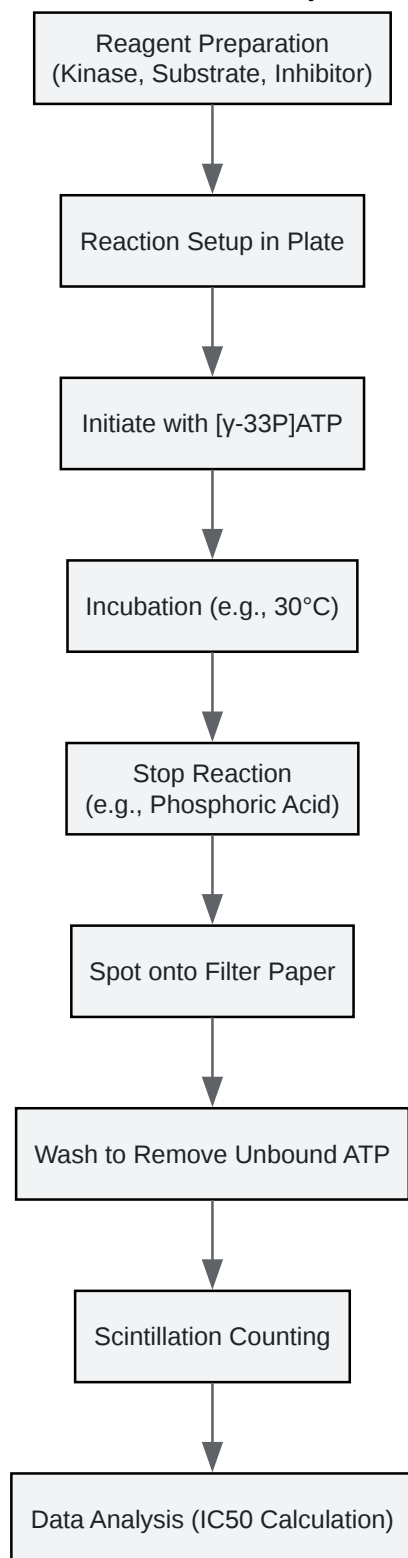 Reagent Preparation
(Kinase, Substrate, Inhibitor)
Reaction Setup in Plate
Initiate with [γ-33P]ATP
Incubation (e.g., 30°C)
Stop Reaction
(e.g., Phosphoric Acid)
Spot onto Filter Paper
Wash to Remove Unbound ATP
Scintillation Counting
Data Analysis (IC50 Calculation)